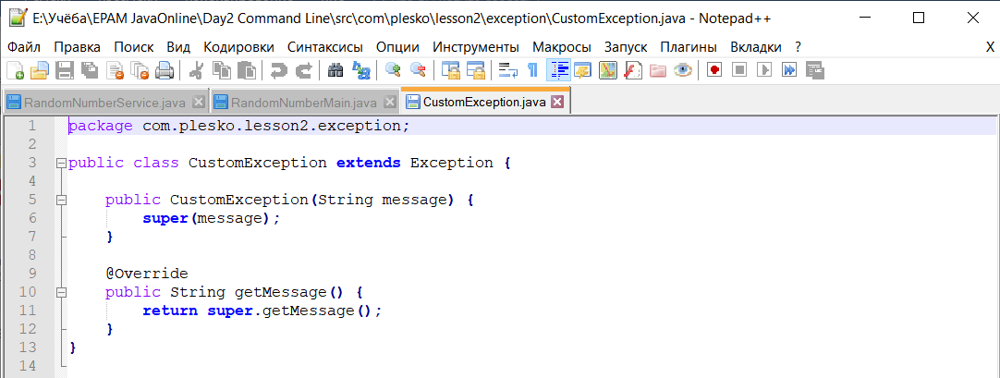 E:\Учёба\EPAM JavaOnline\Day2 Command Line\src\com\plesko\lesson2\exception\CustomException.java - Notepad++
Файл Правка Поиск Вид Кодировки Синтаксисы Опции Инструменты Макросы Запуск Плагины Вкладки ? X
RandomNumberService.java RandomNumberMain.java CustomException.java
1 package com.plesko.lesson2.exception;
2
3 public class CustomException extends Exception {
4
5 public CustomException(String message) {
6 super(message);
7 }
8
9 @Override
10 public String getMessage() {
11 return super.getMessage();
12 }
13 }
14